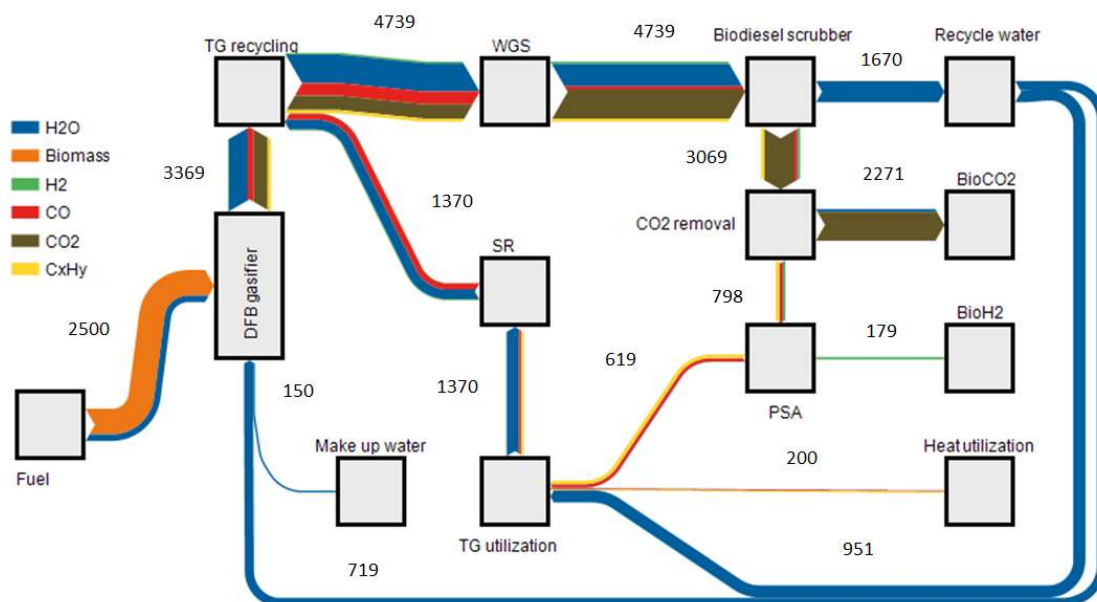 4739
4739
TG recycling
WGS
Biodiesel scrubber
Recycle water
1670
H2O
Biomass
H2
CO
CO2
CxHy
3369
3069
2271
BioCO2
1370
CO2 removal
SR
DFB gasifier
2500
798
BioH2
179
619
150
1370
PSA
Make up water
200
Heat utilization
Fuel
TG utilization
951
719